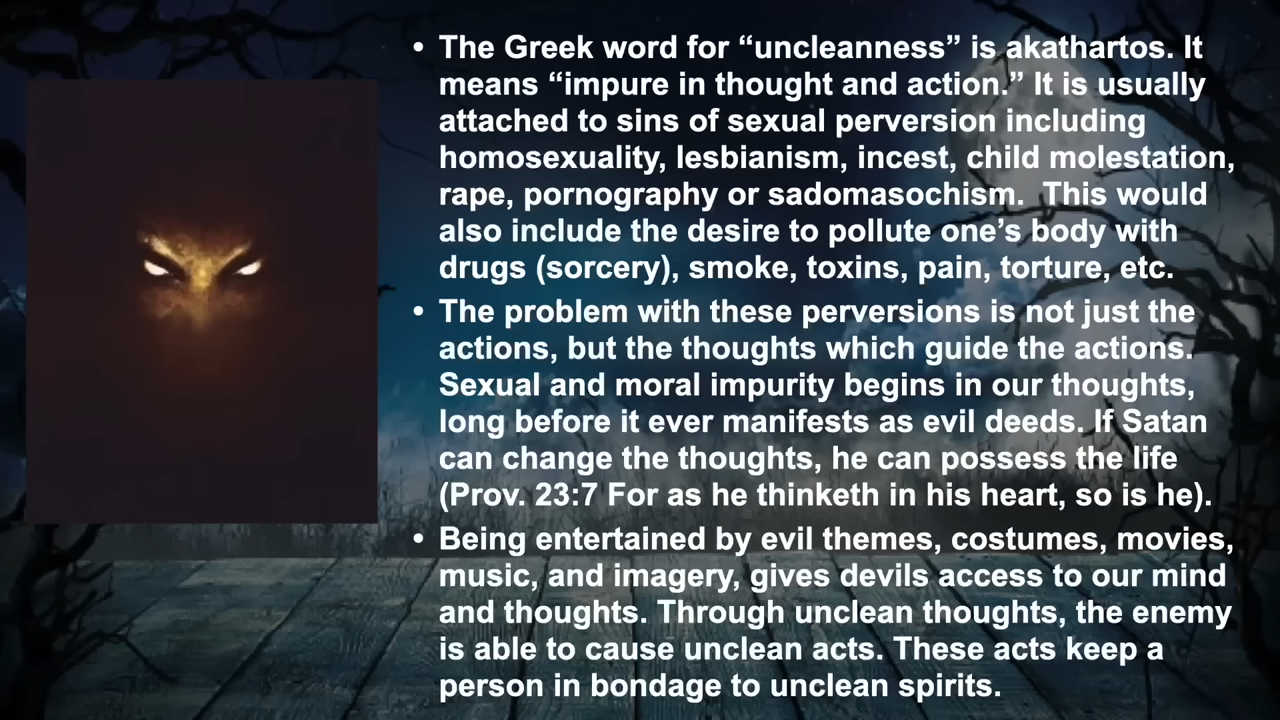 • The Greek word for “uncleanness” is akathartos. It
means “impure in thought and action.” It is usually
attached to sins of sexual perversion including
homosexuality, lesbianism, incest, child molestation,
rape, pornography or sadomasochism.  This would
also include the desire to pollute one’s body with
drugs (sorcery), smoke, toxins, pain, torture, etc.
• The problem with these perversions is not just the
actions, but the thoughts which guide the actions.
Sexual and moral impurity begins in our thoughts,
long before it ever manifests as evil deeds. If Satan
can change the thoughts, he can possess the life
(Prov. 23:7 For as he thinketh in his heart, so is he).
• Being entertained by evil themes, costumes, movies,
music, and imagery, gives devils access to our mind
and thoughts. Through unclean thoughts, the enemy
is able to cause unclean acts. These acts keep a
person in bondage to unclean spirits.